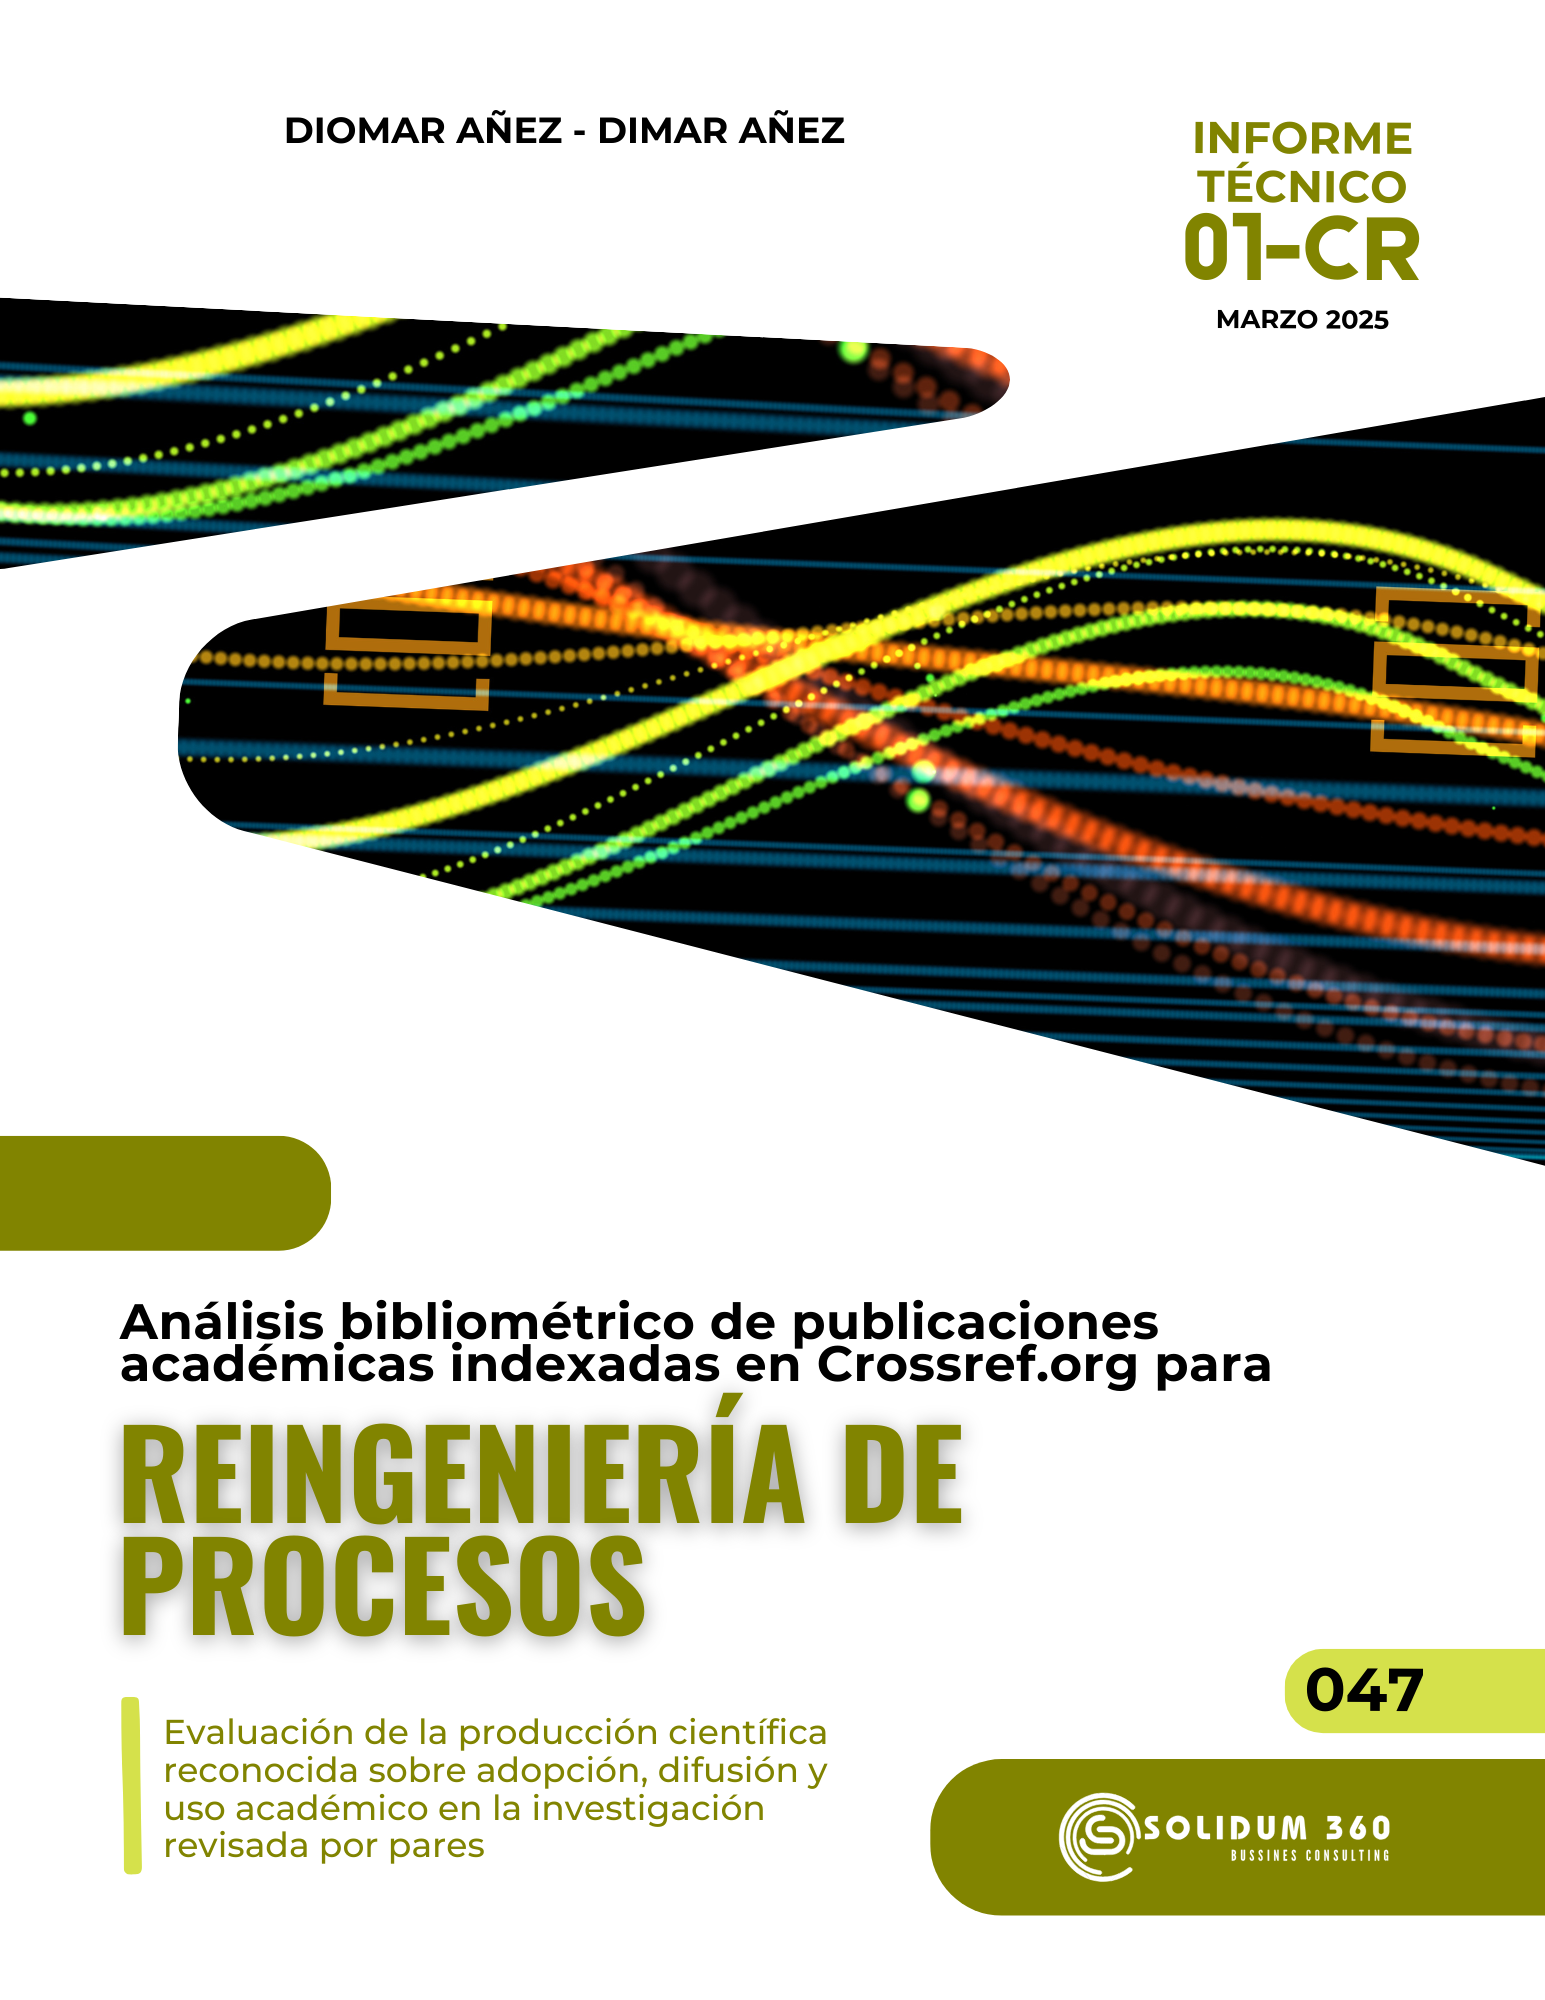 DIOMAR AÑEZ - DIMAR AÑEZ
INFORME
TÉCNICO
01-CR
MARZO 2025
Análisis bibliométrico de publicaciones
académicas indexadas en Crossref.org para
REINGENIERÍA DE
PROCESOS
Evaluación de la producción científica
reconocida sobre adopción, difusión y
uso académico en la investigación
revisada por pares
047
SOLIDUM 360
BUSSINES CONSULTING